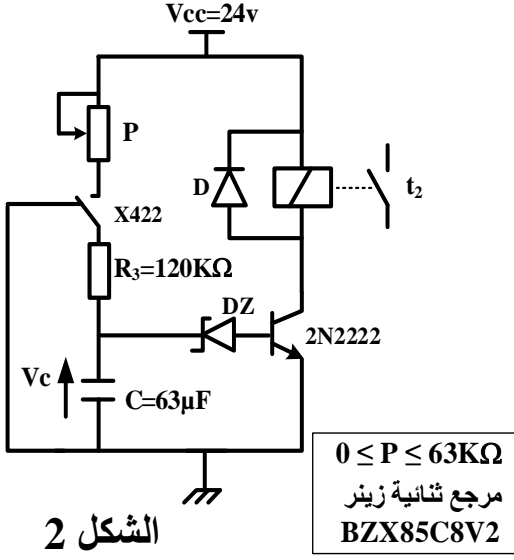 Vcc=24v
P
D
t₂
X422
R₃=120KΩ
DZ
2N2222
Vc
C=63µF
0 ≤ P ≤ 63KΩ
مرجع ثنائية زينر
BZX85C8V2
الشكل 2